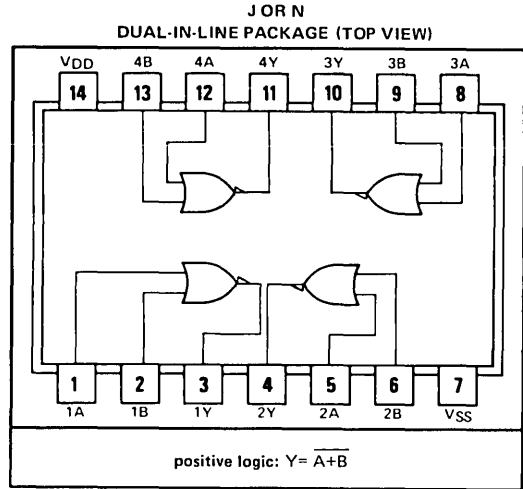 J OR N
DUAL-IN-LINE PACKAGE (TOP VIEW)
VDD 4B 4A 4Y 3Y 3B 3A
14 13 12 11 10 9 8
1 2 3 4 5 6 7
1A 1B 1Y 2Y 2A 2B VSS
positive logic: Y= A+B